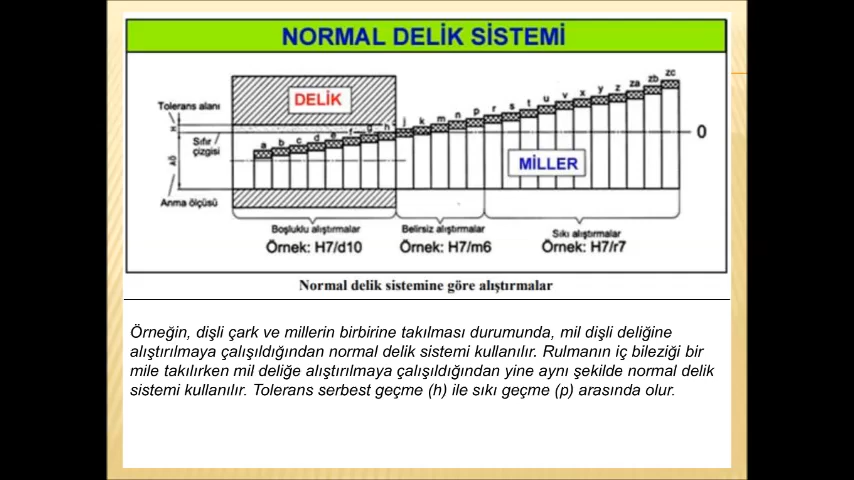 NORMAL DELİK SİSTEMİ
DELİK
Tolerans alanı
H
Sıfır
çizgisi
AÖ
Anma ölçüsü
a b c d e f g h j k m n p r s t u v x y z za zb zc
0
MİLLER
Boşluklu alıştırmalar
Belirsiz alıştırmalar
Sıkı alıştırmalar
Örnek: H7/d10
Örnek: H7/m6
Örnek: H7/r7
Normal delik sistemine göre alıştırmalar
Örneğin, dişli çark ve millerin birbirine takılması durumunda, mil dişli deliğine
alıştırılmaya çalışıldığından normal delik sistemi kullanılır. Rulmanın iç bileziği bir
mile takılırken mil deliğe alıştırılmaya çalışıldığından yine aynı şekilde normal delik
sistemi kullanılır. Tolerans serbest geçme (h) ile sıkı geçme (p) arasında olur.